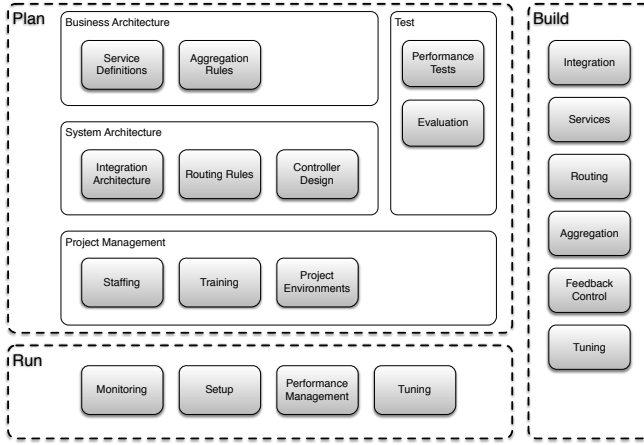 Plan
Business Architecture
Service
Definitions
Aggregation
Rules
Test
Performance
Tests
Evaluation
System Architecture
Integration
Architecture
Routing Rules
Controller
Design
Project Management
Staffing
Training
Project
Environments
Run
Monitoring
Setup
Performance
Management
Tuning
Build
Integration
Services
Routing
Aggregation
Feedback
Control
Tuning